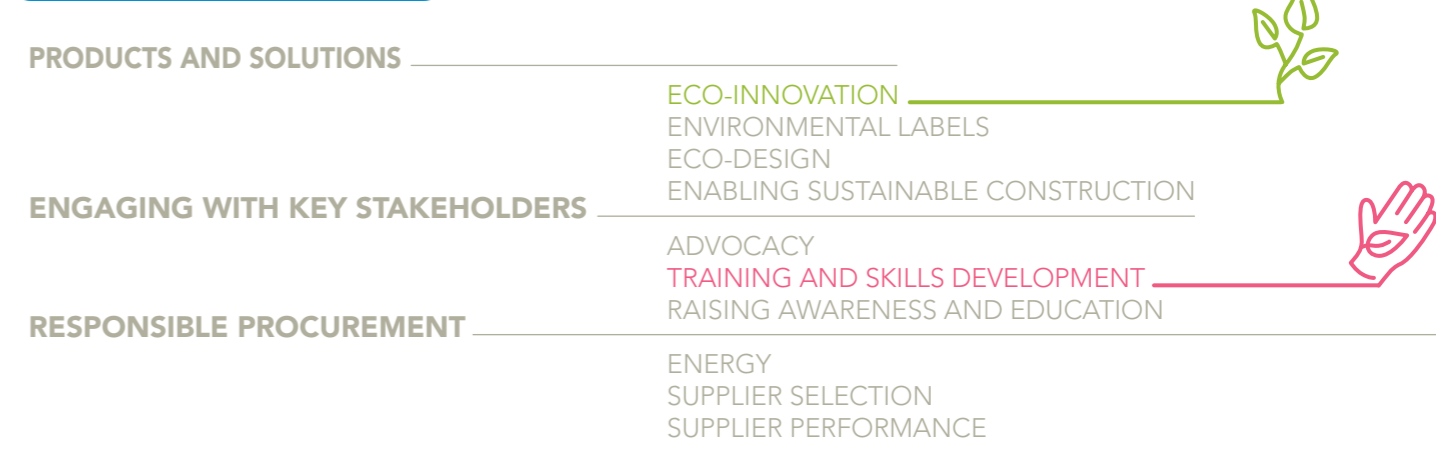 PRODUCTS AND SOLUTIONS
ECO-INNOVATION
ENVIRONMENTAL LABELS
ECO-DESIGN
ENABLING SUSTAINABLE CONSTRUCTION
ENGAGING WITH KEY STAKEHOLDERS
ADVOCACY
TRAINING AND SKILLS DEVELOPMENT
RAISING AWARENESS AND EDUCATION
RESPONSIBLE PROCUREMENT
ENERGY
SUPPLIER SELECTION
SUPPLIER PERFORMANCE